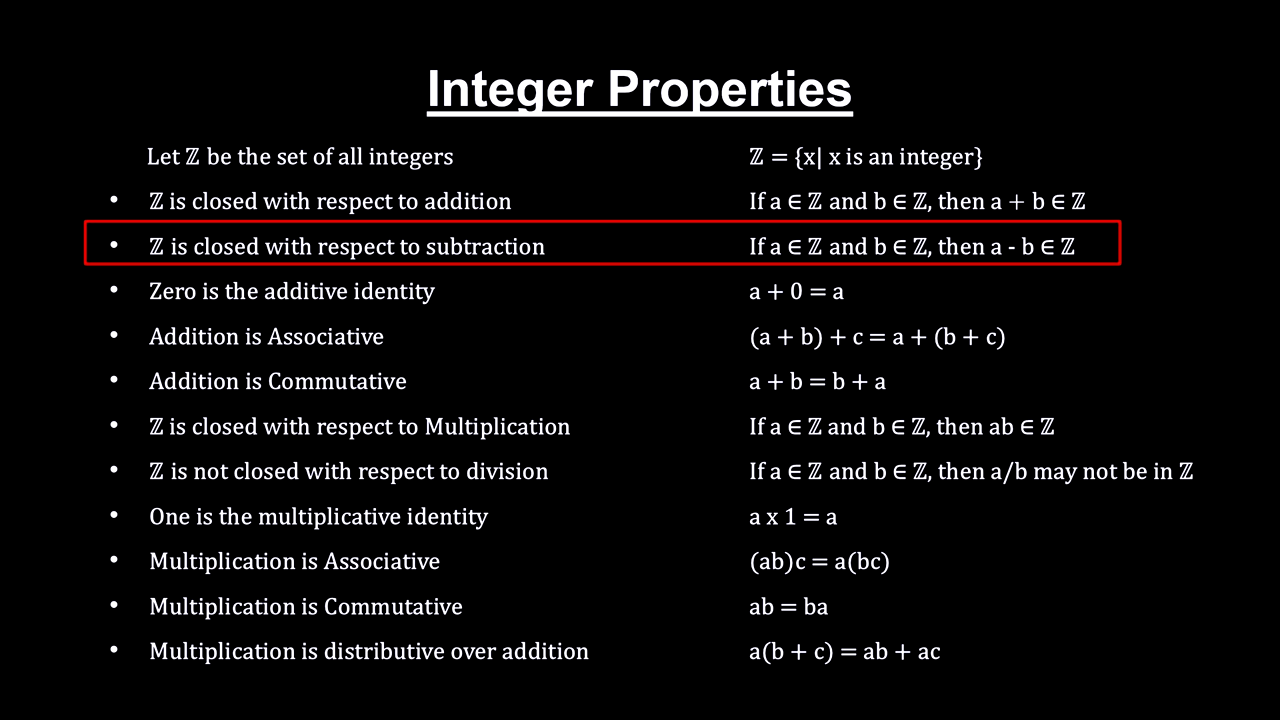 Integer Properties
Let ℤ be the set of all integers ℤ = {x| x is an integer}
• ℤ is closed with respect to addition If a ∈ ℤ and b ∈ ℤ, then a + b ∈ ℤ
• ℤ is closed with respect to subtraction If a ∈ ℤ and b ∈ ℤ, then a - b ∈ ℤ
• Zero is the additive identity a + 0 = a
• Addition is Associative (a + b) + c = a + (b + c)
• Addition is Commutative a + b = b + a
• ℤ is closed with respect to Multiplication If a ∈ ℤ and b ∈ ℤ, then ab ∈ ℤ
• ℤ is not closed with respect to division If a ∈ ℤ and b ∈ ℤ, then a/b may not be in ℤ
• One is the multiplicative identity a x 1 = a
• Multiplication is Associative (ab)c = a(bc)
• Multiplication is Commutative ab = ba
• Multiplication is distributive over addition a(b + c) = ab + ac